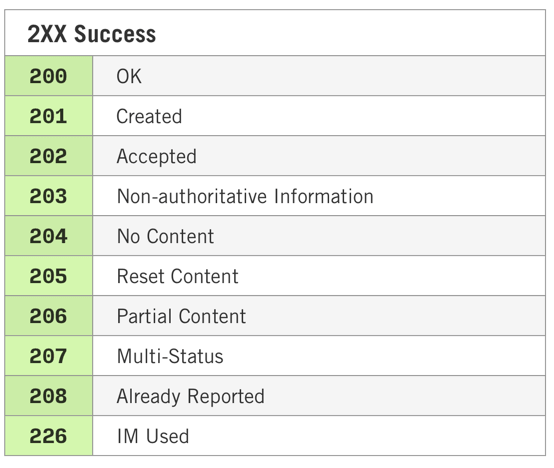 2XX Success
200 OK
201 Created
202 Accepted
203 Non-authoritative Information
204 No Content
205 Reset Content
206 Partial Content
207 Multi-Status
208 Already Reported
226 IM Used